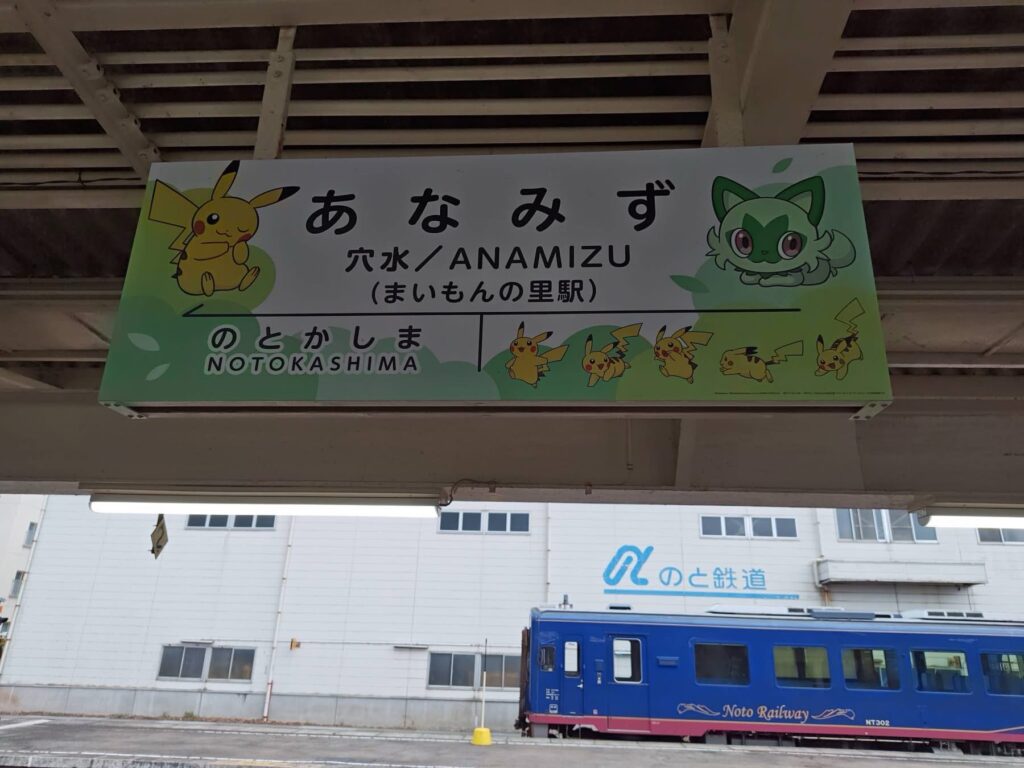 あなみず
穴水／ANAMIZU
(まいもんの里駅)
のとかしま
NOTOKASHIMA
のと鉄道
Noto Railway
NT302